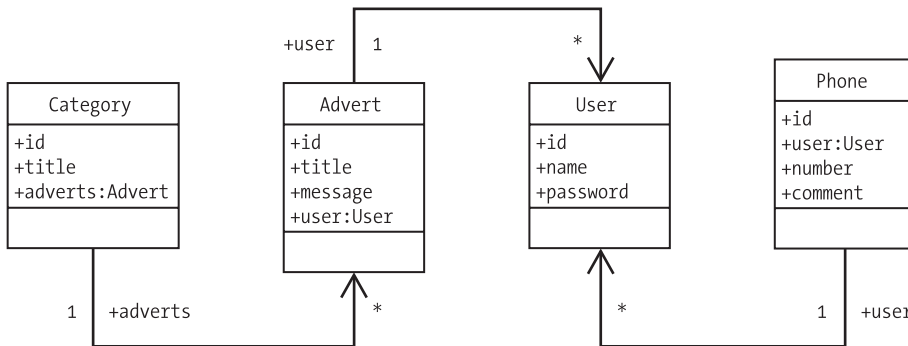 +user 1 *
Category
+id
+title
+adverts:Advert
Advert
+id
+title
+message
+user:User
User
+id
+name
+password
Phone
+id
+user:User
+number
+comment
1 +adverts *
* 1 +user